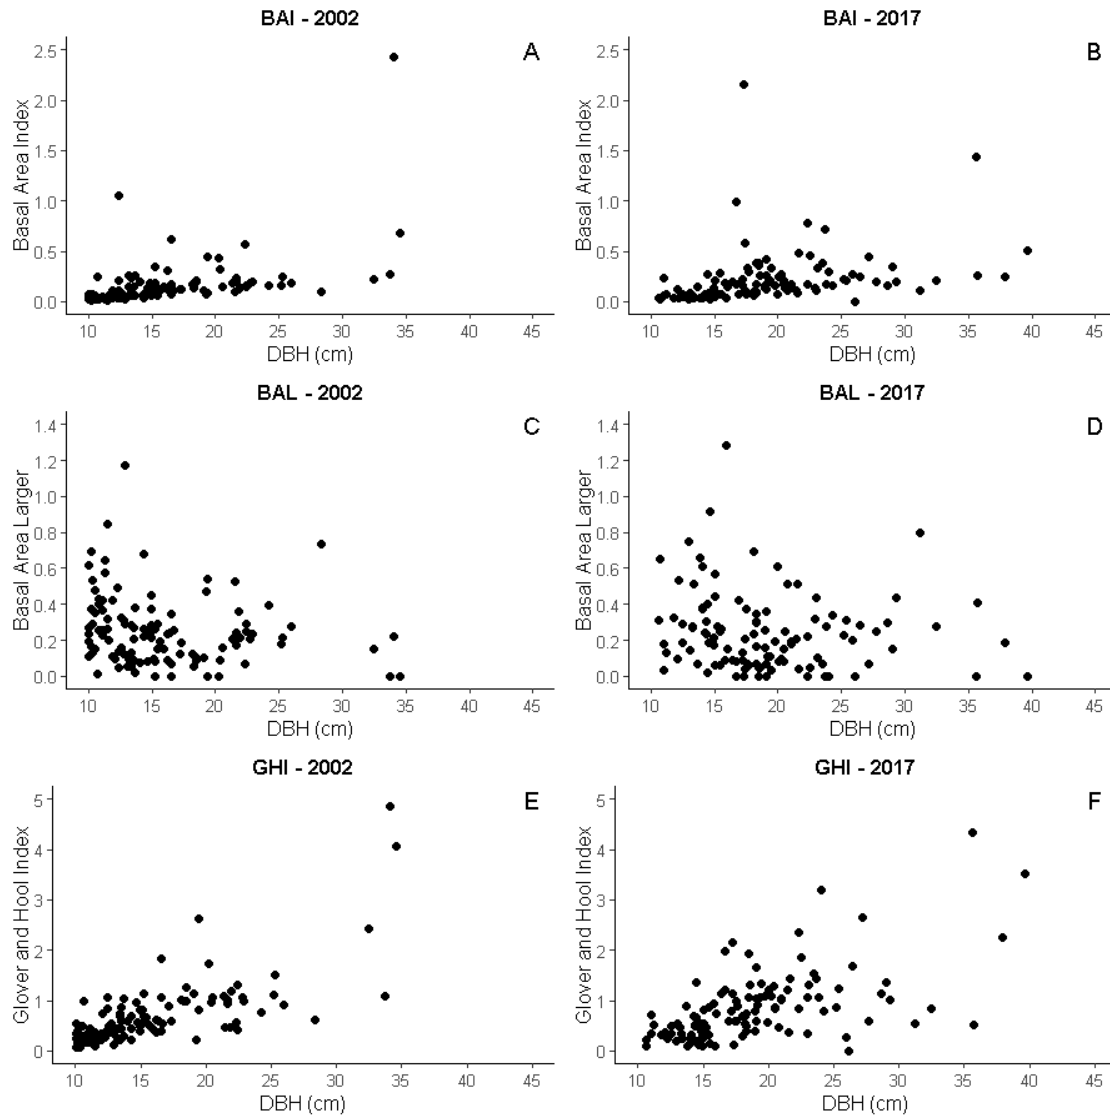 BAI - 2002
A
Basal Area Index
2.5
2.0
1.5
1.0
0.5
0.0
10 15 20 25 30 35 40 45
DBH (cm)
BAI - 2017
B
Basal Area Index
2.5
2.0
1.5
1.0
0.5
0.0
10 15 20 25 30 35 40 45
DBH (cm)
BAL - 2002
C
Basal Area Larger
1.4
1.2
1.0
0.8
0.6
0.4
0.2
0.0
10 15 20 25 30 35 40 45
DBH (cm)
BAL - 2017
D
Basal Area Larger
1.4
1.2
1.0
0.8
0.6
0.4
0.2
0.0
10 15 20 25 30 35 40 45
DBH (cm)
GHI - 2002
E
Glover and Hool Index
5
4
3
2
1
0
10 15 20 25 30 35 40 45
DBH (cm)
GHI - 2017
F
Glover and Hool Index
5
4
3
2
1
0
10 15 20 25 30 35 40 45
DBH (cm)